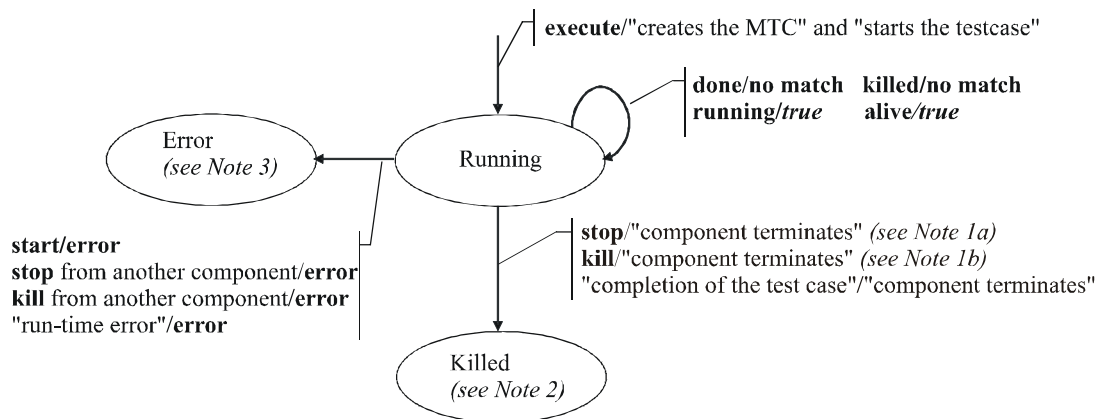 execute/"creates the MTC" and "starts the testcase"
done/no match killed/no match
running/true alive/true
Error
(see Note 3)
Running
start/error
stop from another component/error
kill from another component/error
"run-time error"/error
stop/"component terminates" (see Note 1a)
kill/"component terminates" (see Note 1b)
"completion of the test case"/"component terminates"
Killed
(see Note 2)